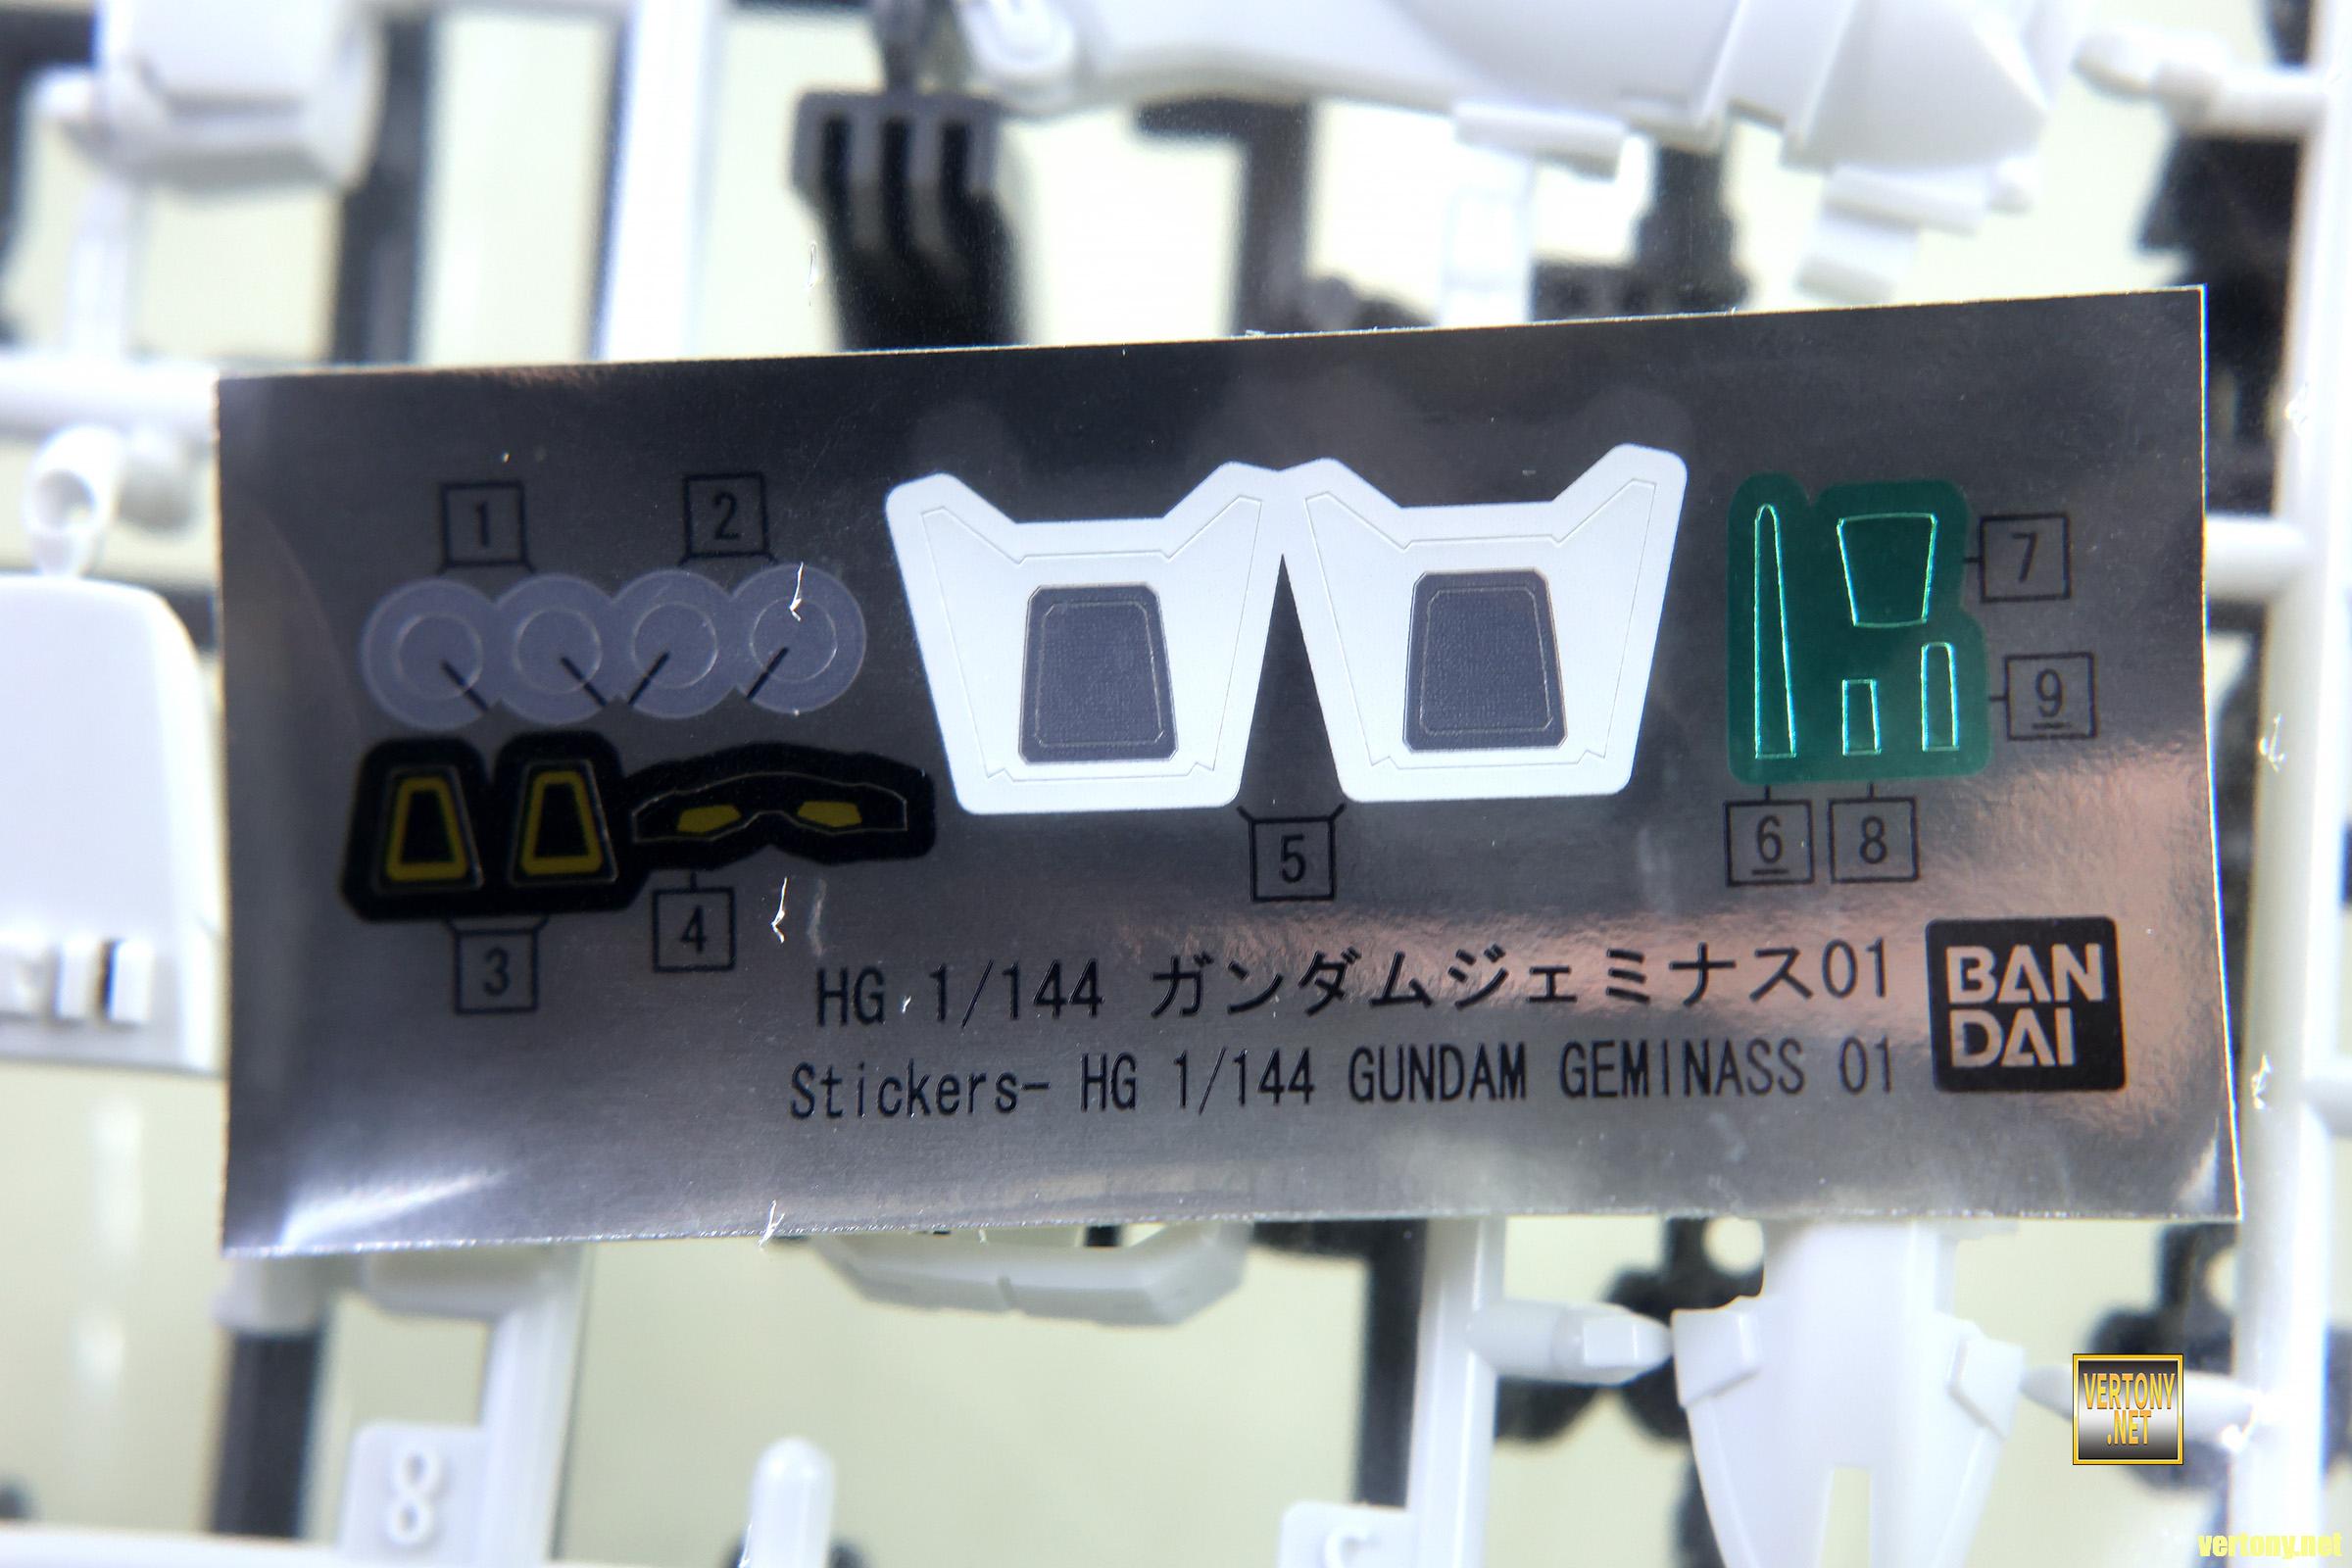 1
2
7
9
6
8
5
4
3
HG 1/144 ガンダムジェミナス01
Stickers- HG 1/144 GUNDAM GEMINASS 01
BAN
DAI
8
VERTONY
.NET
vertony.net